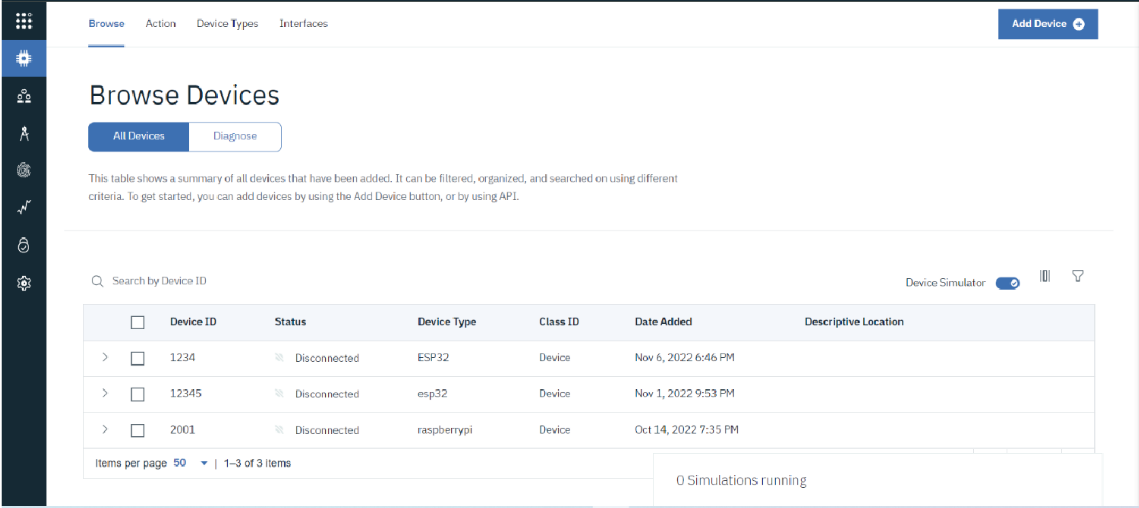 Browse Action Device Types Interfaces Add Device
Browse Devices
All Devices Diagnose
This table shows a summary of all devices that have been added. It can be filtered, organized, and searched on using different
criteria. To get started, you can add devices by using the Add Device button, or by using API.
Search by Device ID Device Simulator
Device ID Status Device Type Class ID Date Added Descriptive Location
1234 Disconnected ESP32 Device Nov 6, 2022 6:46 PM
12345 Disconnected esp32 Device Nov 1, 2022 9:53 PM
2001 Disconnected raspberrypi Device Oct 14, 2022 7:35 PM
Items per page 50 | 1–3 of 3 items
0 Simulations running